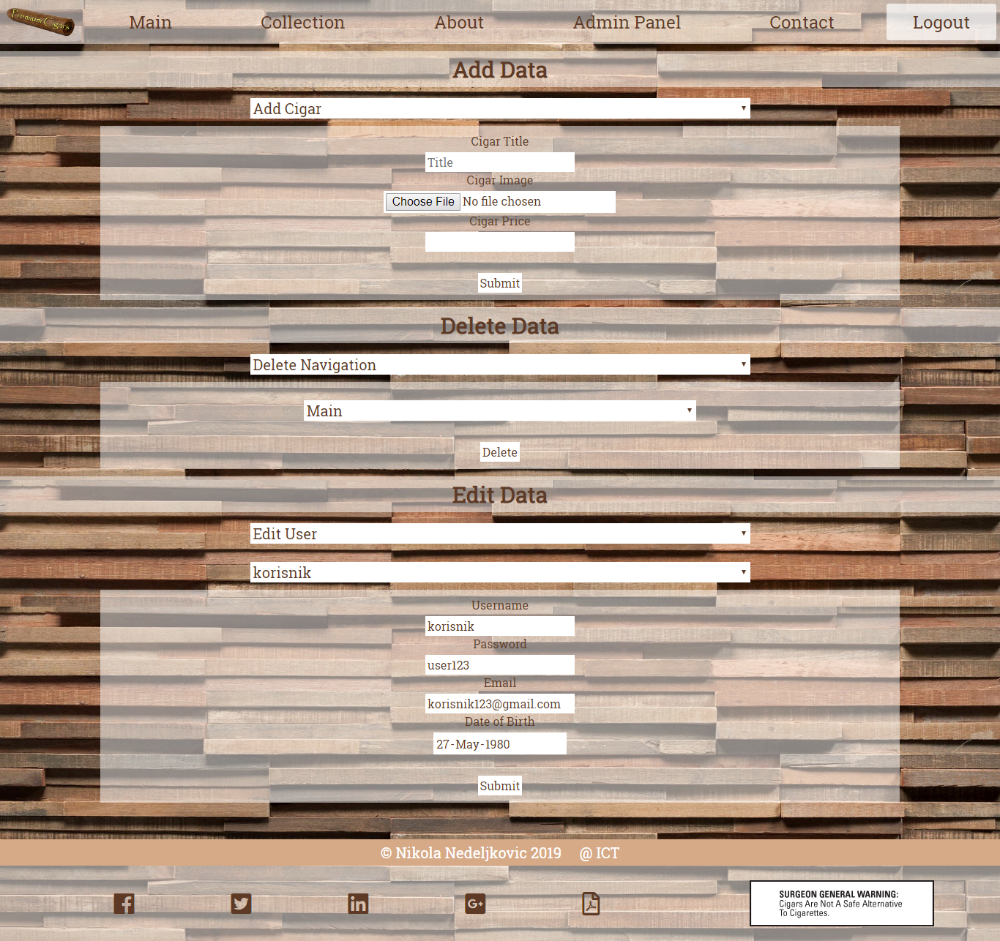 Premium Cigars
Main
Collection
About
Admin Panel
Contact
Logout
Add Data
Add Cigar
Cigar Title
Title
Cigar Image
Choose File No file chosen
Cigar Price
Submit
Delete Data
Delete Navigation
Main
Delete
Edit Data
Edit User
korisnik
Username
korisnik
Password
user123
Email
korisnik123@gmail.com
Date of Birth
27-May-1980
Submit
© Nikola Nedeljkovic 2019 @ ICT
SURGEON GENERAL WARNING:
Cigars Are Not A Safe Alternative
To Cigarettes.